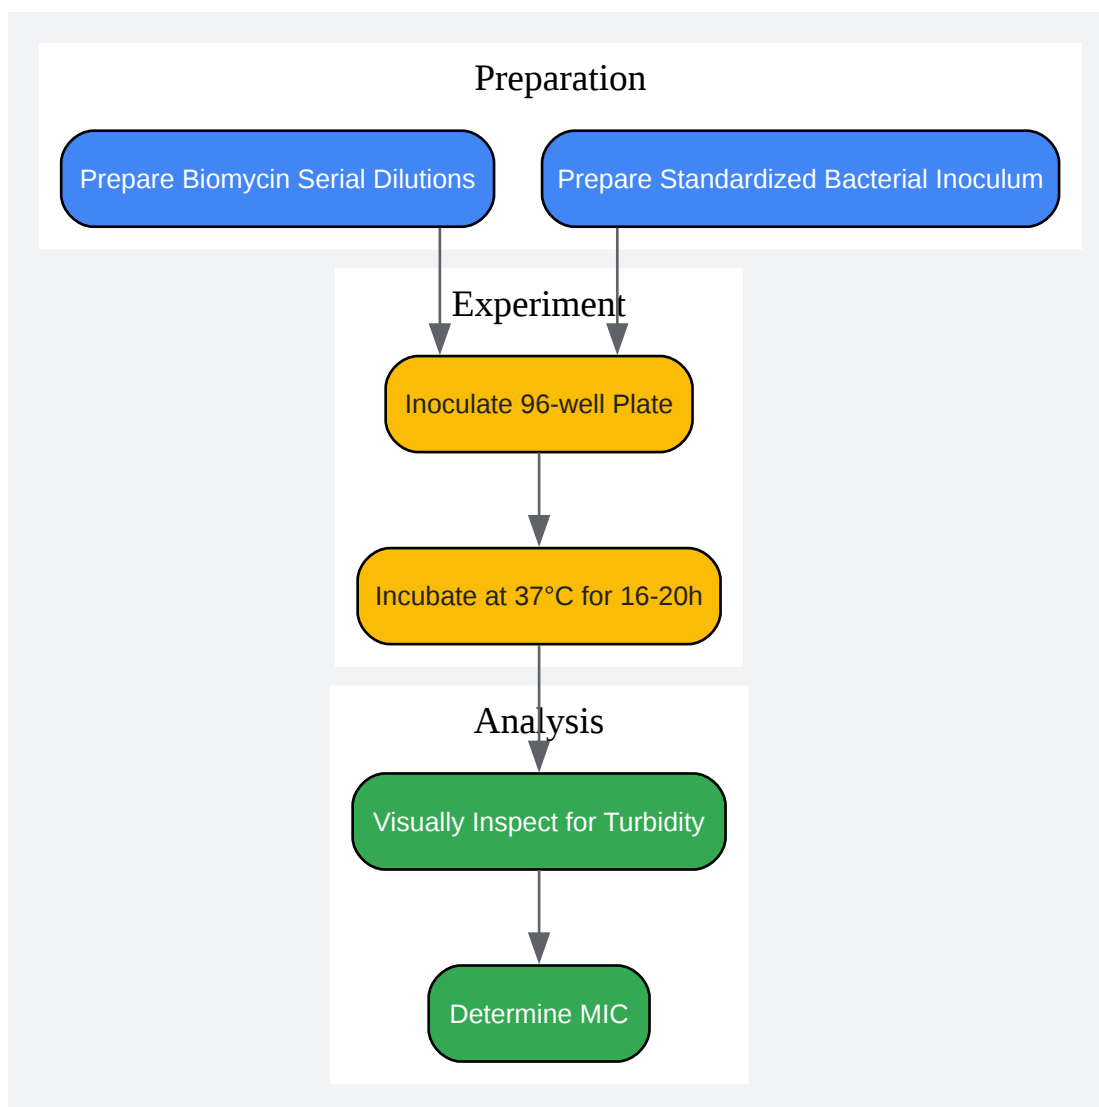 Preparation
Prepare Biomycin Serial Dilutions
Prepare Standardized Bacterial Inoculum
Experiment
Inoculate 96-well Plate
Incubate at 37°C for 16-20h
Analysis
Visually Inspect for Turbidity
Determine MIC